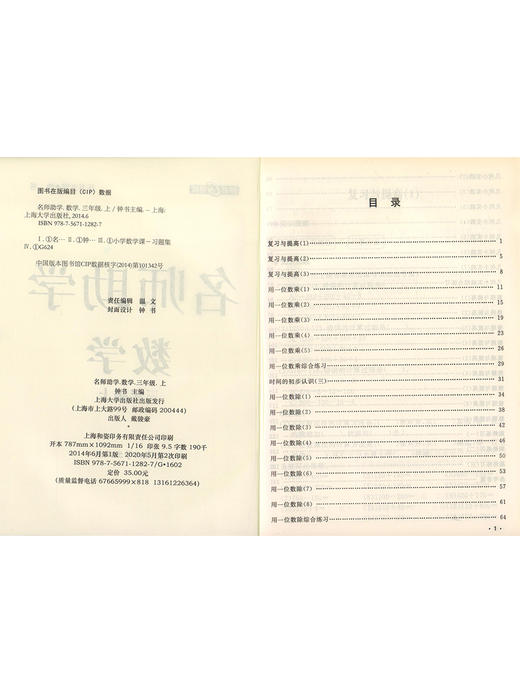 图书在版编目（CIP）数据
名师助学.数学.三年级.上/钟书主编.－上海:
上海大学出版社,2014.6
ISBN 978-7-5671-1282-7
Ⅰ.①名… Ⅱ.①钟… Ⅲ.①小学数学课－习题集
Ⅳ.①G624
中国版本图书馆CIP数据核字(2014)第101342号
责任编辑 温 文
封面设计 钟 书
名师助学.数学.三年级.上
钟书 主编
上海大学出版社出版发行
(上海市上大路99号 邮政编码 200444)
出版人 戴骏豪
上海和姿印务有限责任公司印刷
开本 787mm×1092mm 1/16 印张 9.5 字数 190千
2014年6月第1版 2020年5月第2次印刷
ISBN 978-7-5671-1282-7/G·1602
定价 35.00元
(质量监督电话 67665999×818 13161226364)
目 录
复习与提高(1) 1
复习与提高(2) 5
复习与提高(3) 8
用一位数乘(1) 11
用一位数乘(2) 15
用一位数乘(3) 19
用一位数乘(4) 23
用一位数乘(5) 26
用一位数乘综合练习 29
时间的初步认识(三) 31
用一位数除(1) 34
用一位数除(2) 38
用一位数除(3) 42
用一位数除(4) 46
用一位数除(5) 50
用一位数除(6) 53
用一位数除(7) 57
用一位数除(8) 61
用一位数除综合练习 64
·1·